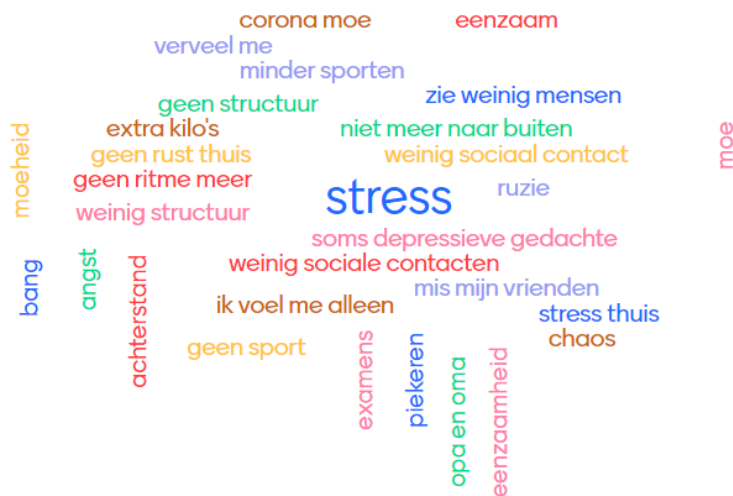 corona moe
eenzaam
verveel me
minder sporten
geen structuur
zie weinig mensen
moeheid
extra kilo's
niet meer naar buiten
moe
geen rust thuis
weinig sociaal contact
geen ritme meer
stress
ruzie
weinig structuur
soms depressieve gedachte
bang
angst
achterstand
weinig sociale contacten
mis mijn vrienden
ik voel me alleen
stress thuis
geen sport
chaos
examens
piekeren
opa en oma
eenzaamheid